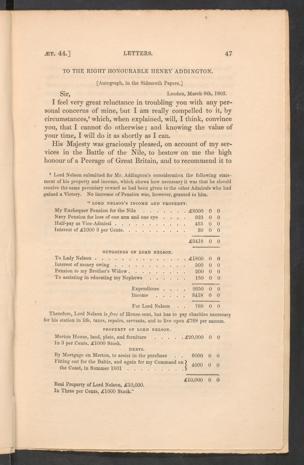 ÆT. 44.] LETTERS. 47
TO THE RIGHT HONOURABLE HENRY ADDINGTON.
[Autograph, in the Sidmouth Papers.]
Sir, London, March 8th, 1803.
I feel very great reluctance in troubling you with any per-
sonal concerns of mine, but I am really compelled to it, by
circumstances,¹ which, when explained, will, I think, convince
you, that I cannot do otherwise; and knowing the value of
your time, I will do it as shortly as I can.
His Majesty was graciously pleased, on account of my ser-
vices in the Battle of the Nile, to bestow on me the high
honour of a Peerage of Great Britain, and to recommend it to
Lord Nelson submitted for Mr. Addington's consideration the following state-
ment of his property and income, which shows how necessary it was that he should
receive the same pecuniary reward as had been given to the other Admirals who had
gained a Victory. No increase of Pension was, however, granted to him.
"LORD NELSON'S INCOME AND PROPERTY.
My Exchequer Pension for the Nile . . . . £2000 0 0
Navy Pension for loss of one arm and one eye . . . 923 0 0
Half-pay as Vice-Admiral . . . . 465 0 0
Interest of £1000 3 per Cents. . . . . 30 0 0
£3418 0 0
OUTGOINGS OF LORD NELSON.
To Lady Nelson . . . . £1800 0 0
Interest of money owing . . . . 500 0 0
Pension to my Brother's Widow . . . . 200 0 0
To assisting in educating my Nephews . . . . 150 0 0
Expenditure . . . . 2650 0 0
Income . . . . 3418 0 0
For Lord Nelson . . 768 0 0
Therefore, Lord Nelson is free of House-rent, but has to pay charities necessary
for his station in life, taxes, repairs, servants, and to live upon £768 per annum.
PROPERTY OF LORD NELSON.
Merton House, land, plate, and furniture . . . . £20,000 0 0
In 3 per Cents, £1000 Stock.
DEBTS.
By Mortgage on Merton, to assist in the purchase . . 6000 0 0
Fitting out for the Baltic, and again for my Command on
the Coast, in Summer 1801 . . . . } 4000 0 0
£10,000 0 0
Real Property of Lord Nelson, £10,000.
In Three per Cents, £1000 Stock."